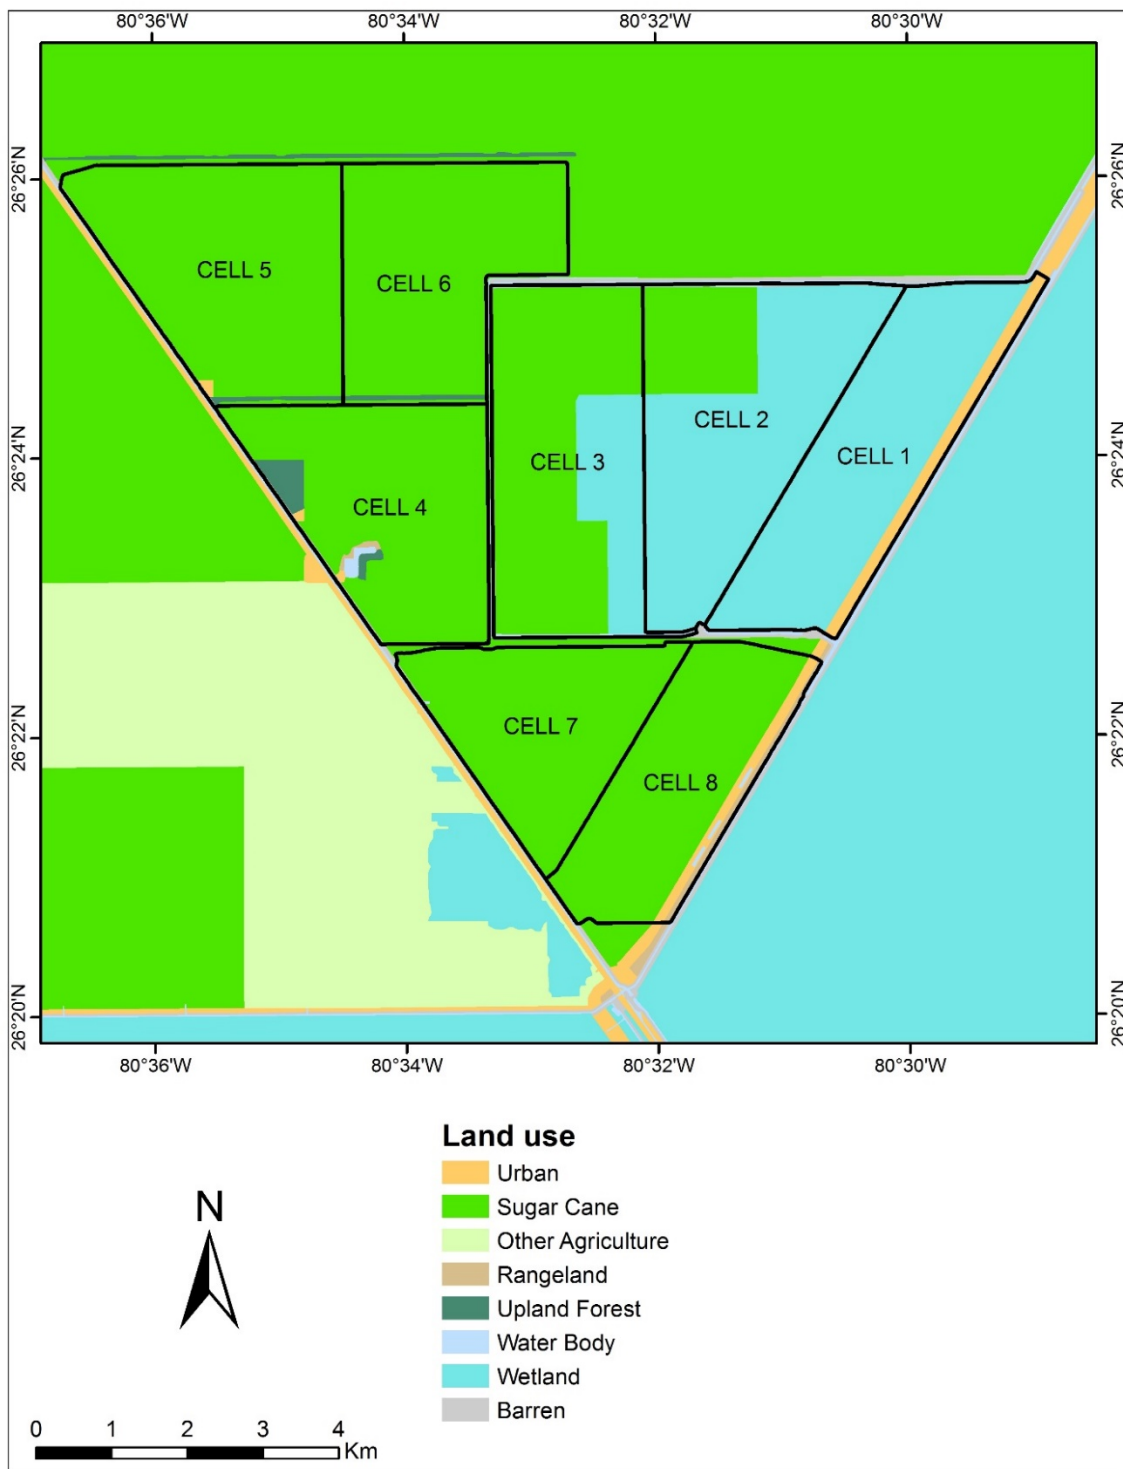 80°36'W 80°34'W 80°32'W 80°30'W
26°26'N 26°26'N
CELL 5
CELL 6
CELL 2
CELL 1
26°24'N 26°24'N
CELL 3
CELL 4
CELL 7
26°22'N 26°22'N
CELL 8
26°20'N 26°20'N
80°36'W 80°34'W 80°32'W 80°30'W
Land use
Urban
Sugar Cane
Other Agriculture
Rangeland
Upland Forest
Water Body
Wetland
Barren
N
0 1 2 3 4
Km